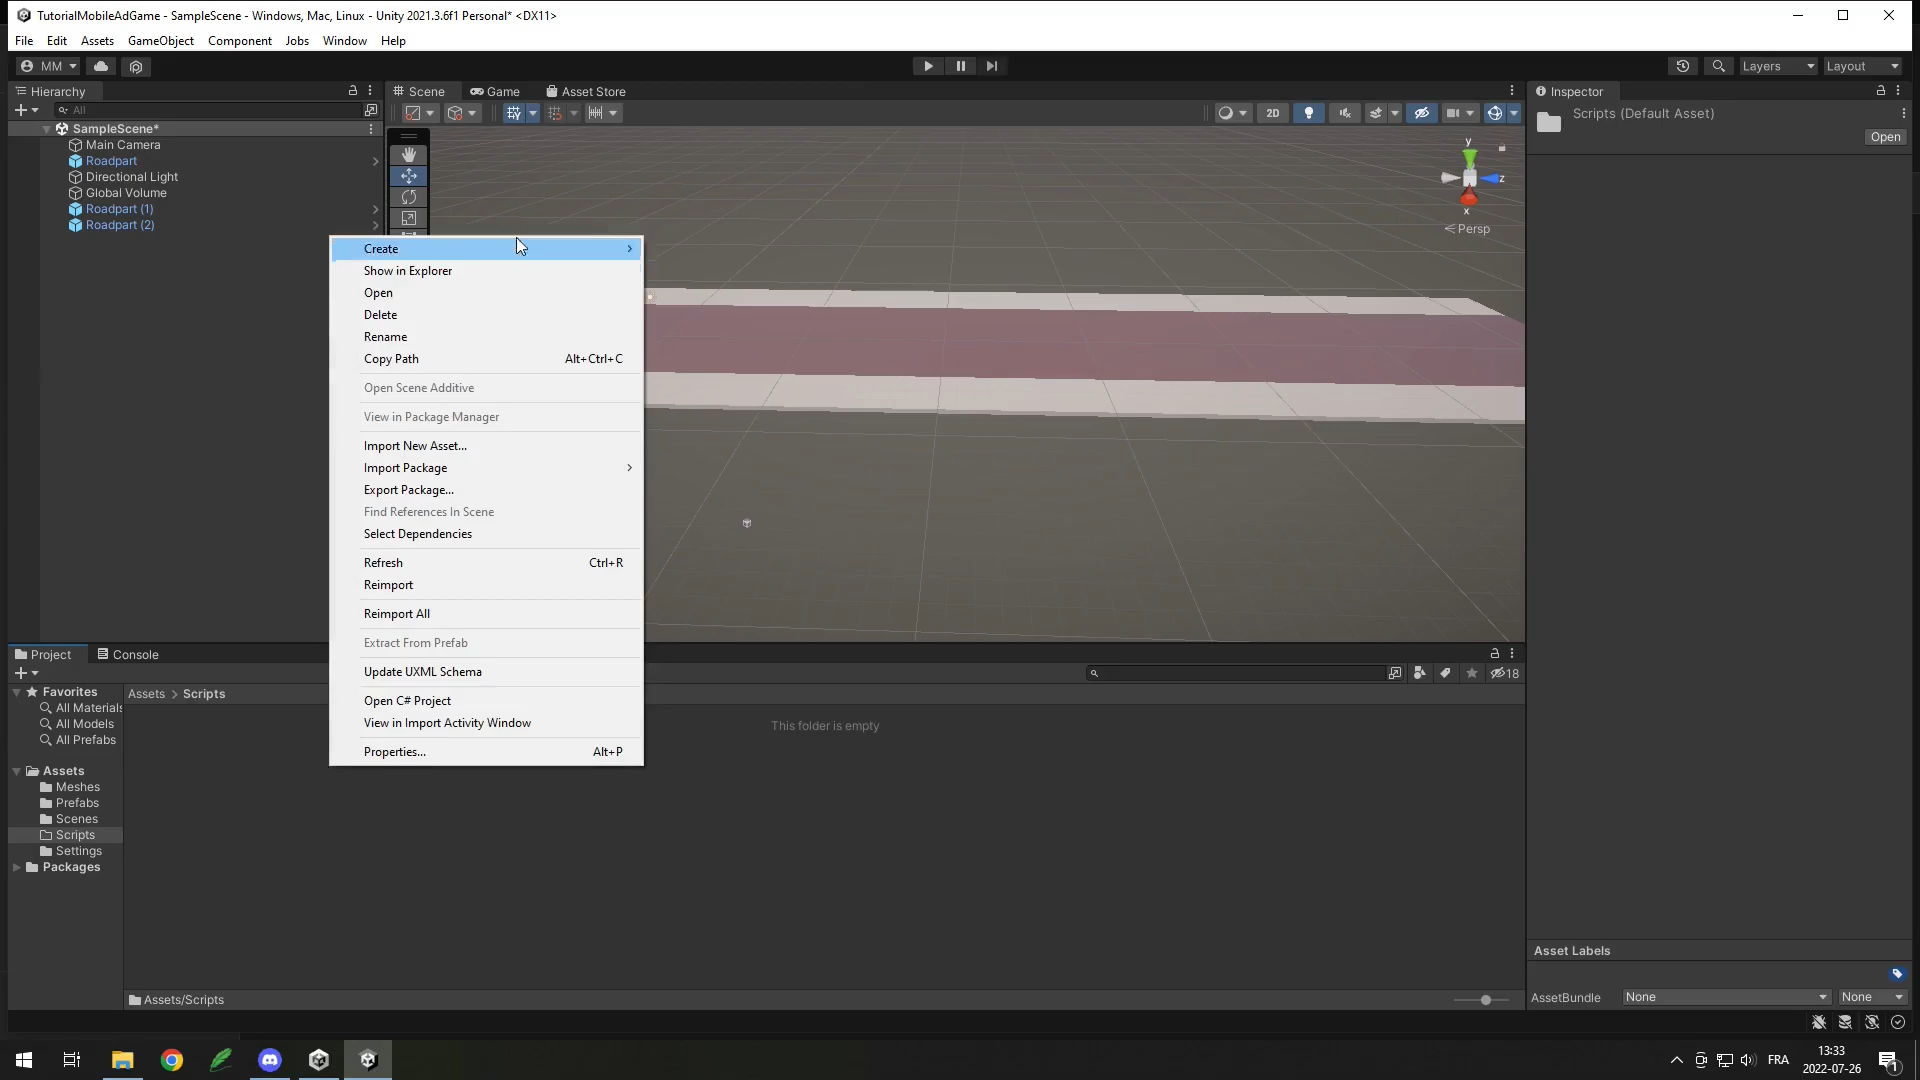 TutorialMobileAdGame - SampleScene - Windows, Mac, Linux - Unity 2021.3.6f1 Personal* <DX11>
File Edit Assets GameObject Component Jobs Window Help
MM Layers Layout
Hierarchy
All
SampleScene*
Main Camera
Roadpart
Directional Light
Global Volume
Roadpart (1)
Roadpart (2)
Scene Game Asset Store
2D
y
z
x
Persp
Inspector
Scripts (Default Asset)
Open
Create
Show in Explorer
Open
Delete
Rename
Copy Path Alt+Ctrl+C
Open Scene Additive
View in Package Manager
Import New Asset...
Import Package
Export Package...
Find References In Scene
Select Dependencies
Refresh Ctrl+R
Reimport
Reimport All
Extract From Prefab
Update UXML Schema
Open C# Project
View in Import Activity Window
Properties... Alt+P
Project Console
18
Favorites
All Materials
All Models
All Prefabs
Assets
Meshes
Prefabs
Scenes
Scripts
Settings
Packages
Assets > Scripts
This folder is empty
Assets/Scripts
Asset Labels
AssetBundle None None
FRA
13:33
2022-07-26
1